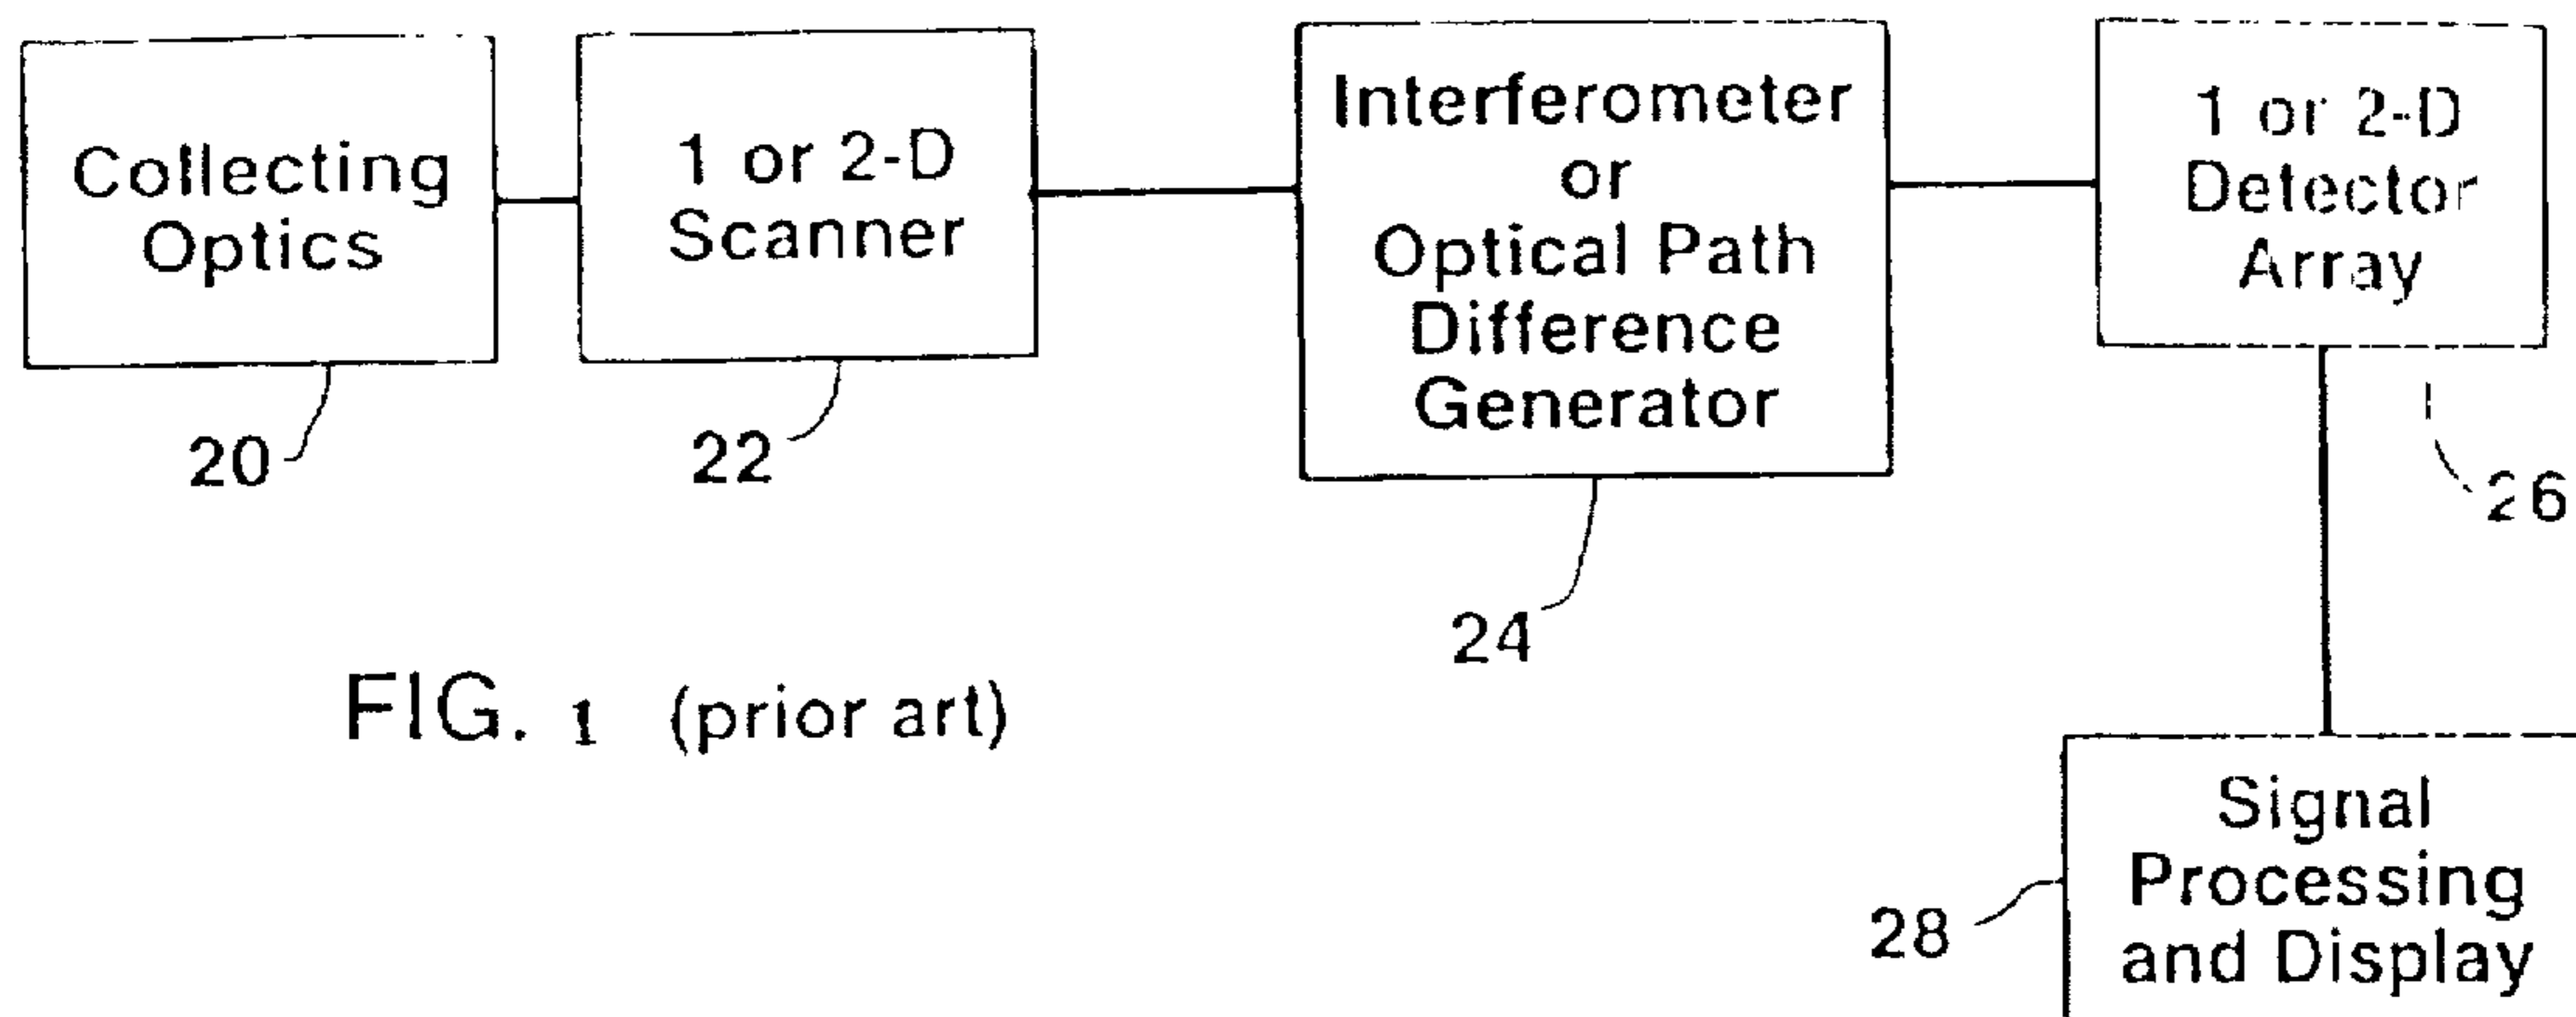 Collecting
Optics
20
1 or 2-D
Scanner
22
Interferometer
or
Optical Path
Difference
Generator
24
1 or 2-D
Detector
Array
26
Signal
Processing
and Display
28
FIG. 1 (prior art)